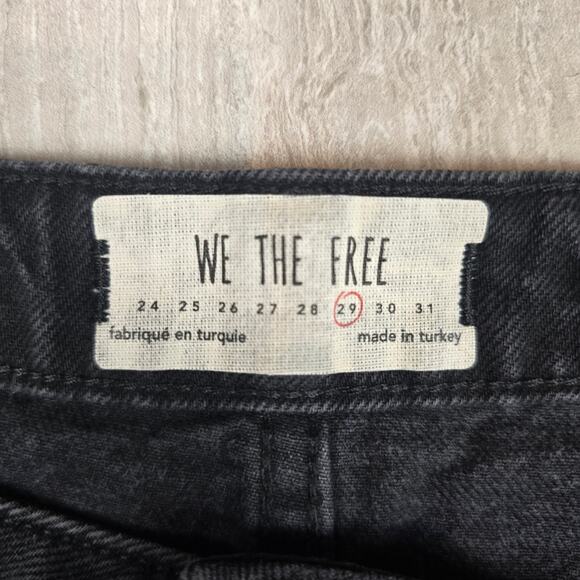 WE THE FREE
24 25 26 27 28 29 30 31
fabriqué en turquie made in turkey